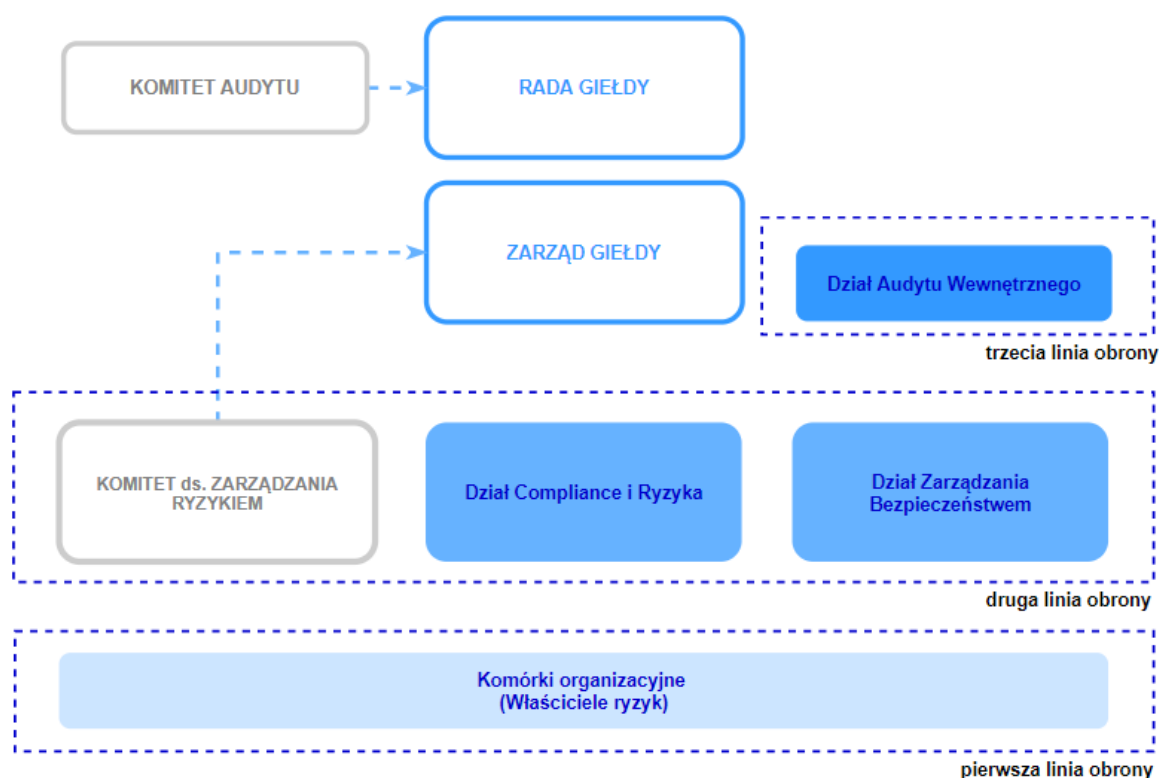 KOMITET AUDYTU
RADA GIEŁDY
ZARZĄD GIEŁDY
Dział Audytu Wewnętrznego
trzecia linia obrony
KOMITET ds. ZARZĄDZANIA
RYZYKIEM
Dział Compliance i Ryzyka
Dział Zarządzania
Bezpieczeństwem
druga linia obrony
Komórki organizacyjne
(Właściciele ryzyk)
pierwsza linia obrony